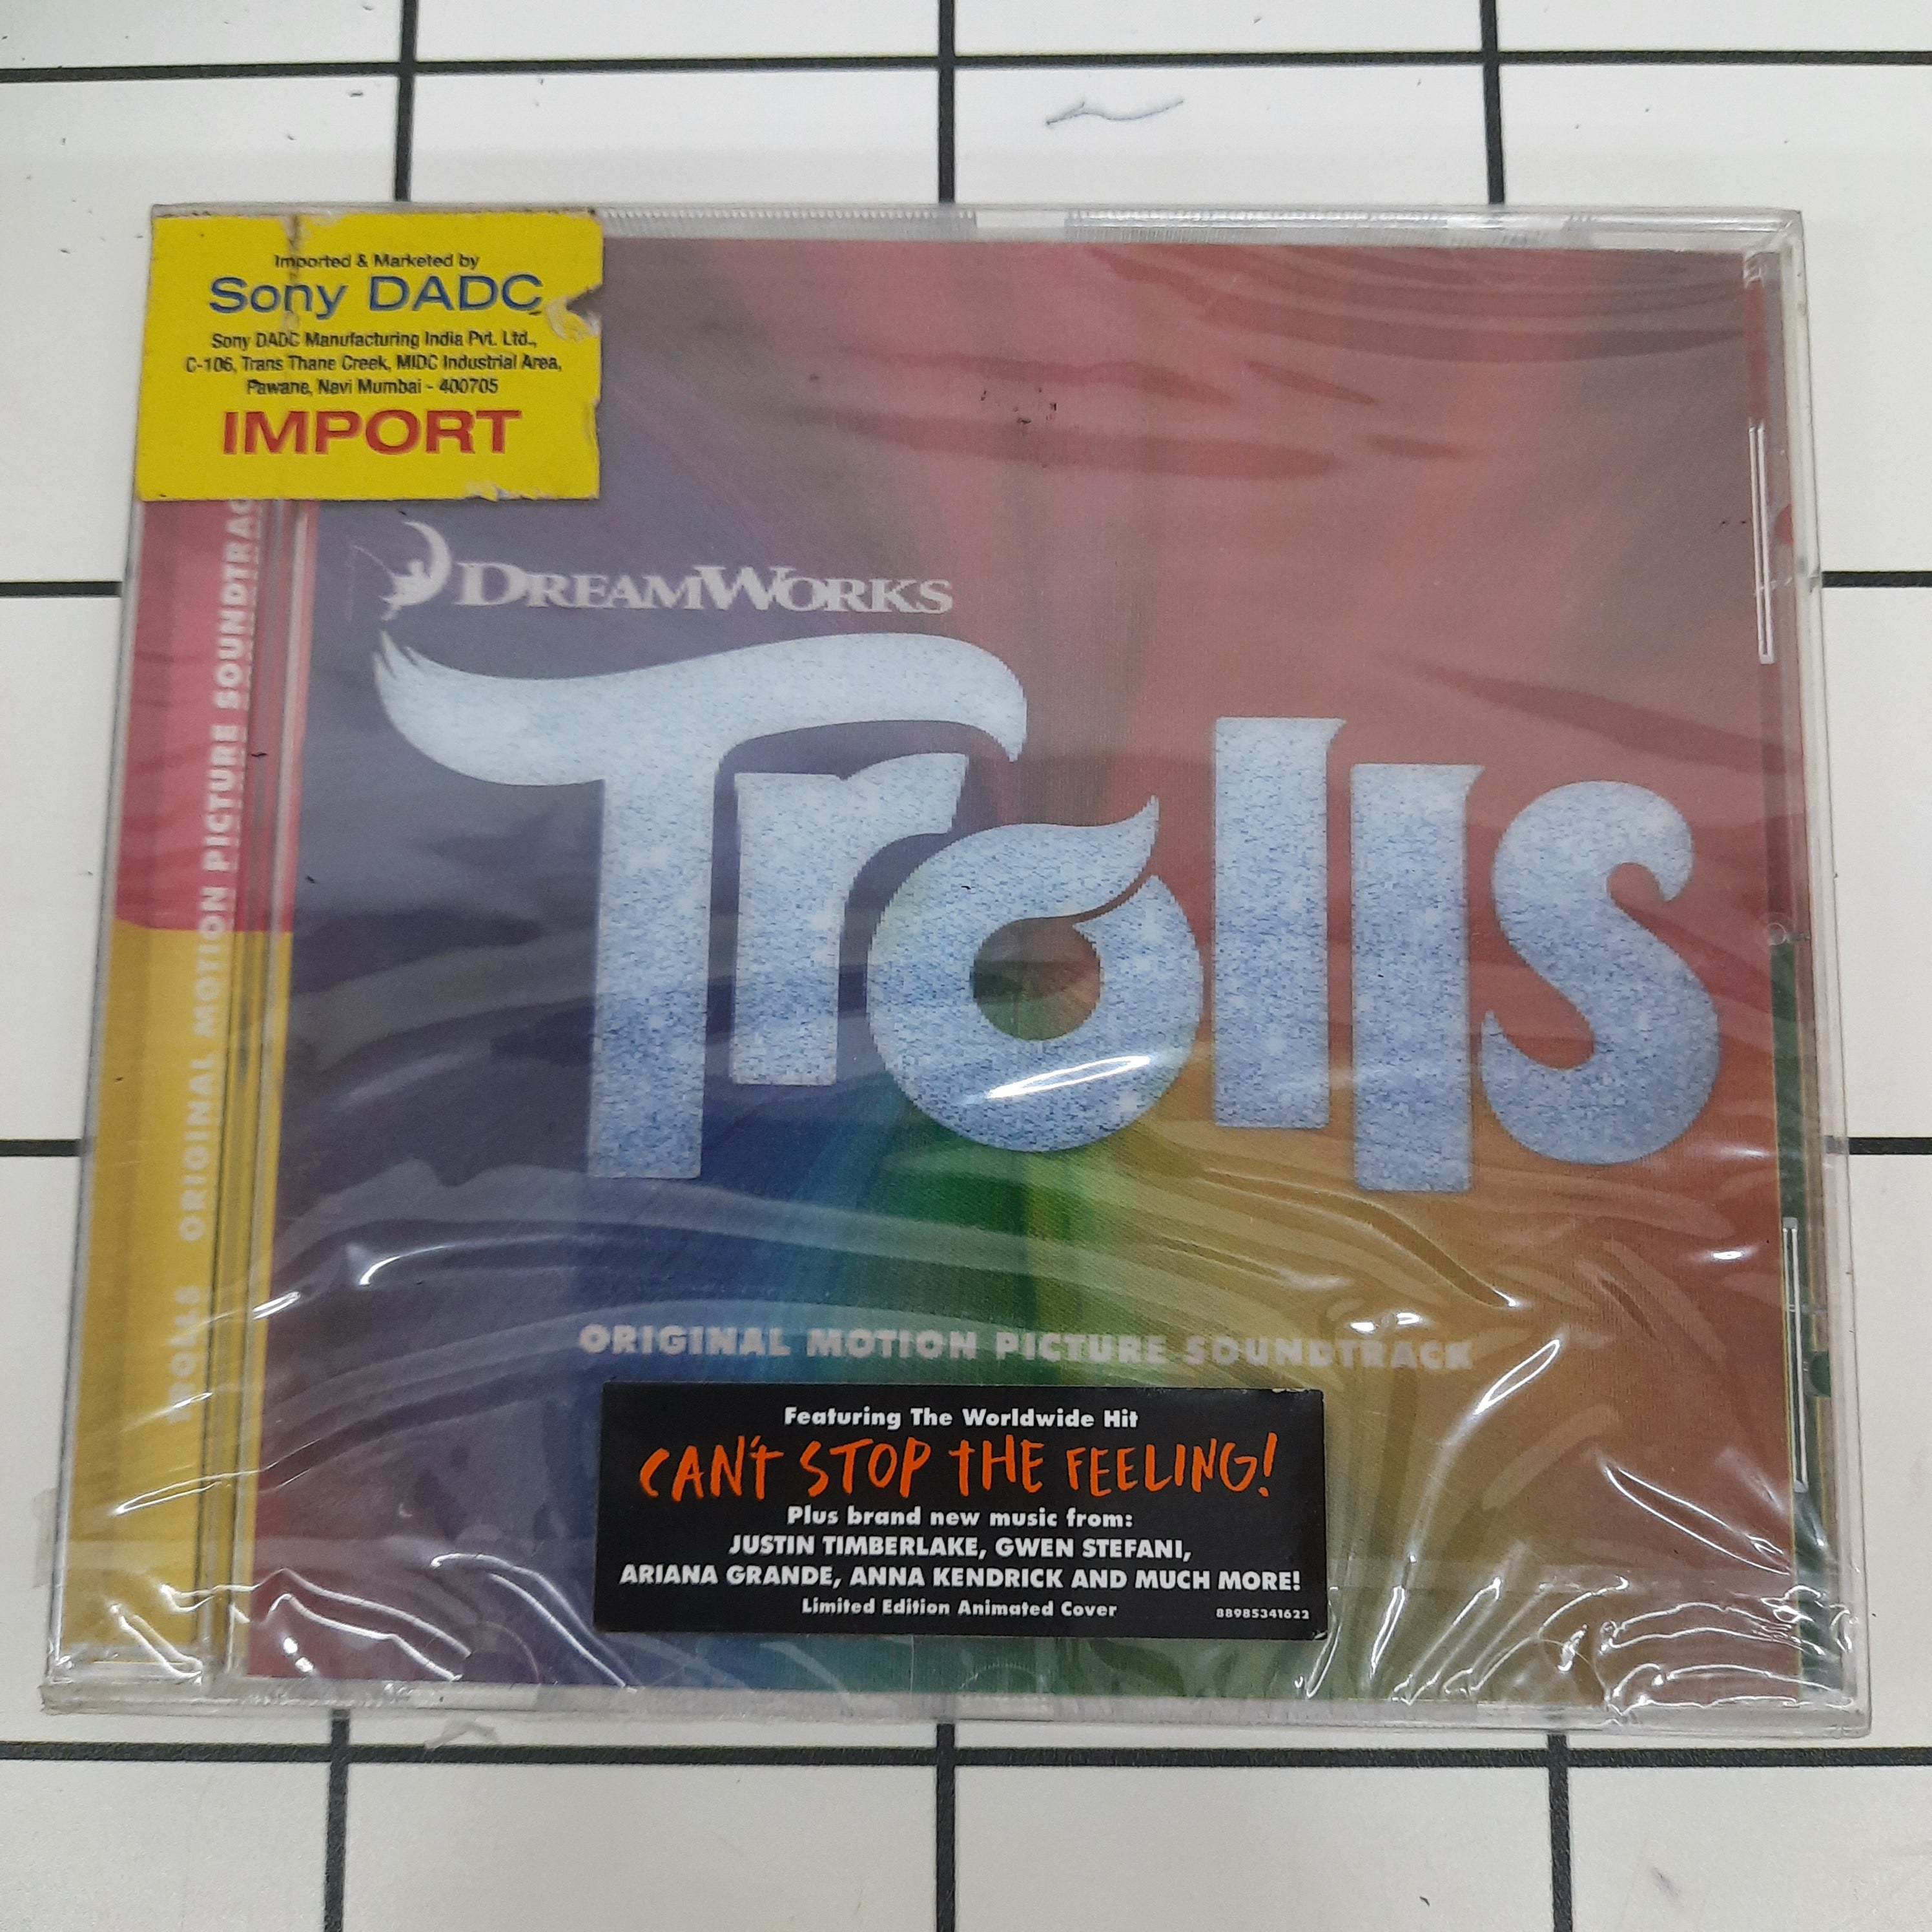 Imported & Marketed by
Sony DADC
Sony DADC Manufacturing India Pvt. Ltd.,
C-106, Trans Thane Creek, MIDC Industrial Area,
Pawane, Navi Mumbai - 400705
IMPORT
TROLLS ORIGINAL MOTION PICTURE SOUNDTRAC
DREAMWORKS
Trolls
ORIGINAL MOTION PICTURE SOUNDTRACK
Featuring The Worldwide Hit
CAN'T STOP THE FEELING!
Plus brand new music from:
JUSTIN TIMBERLAKE, GWEN STEFANI,
ARIANA GRANDE, ANNA KENDRICK AND MUCH MORE!
Limited Edition Animated Cover 88985341622